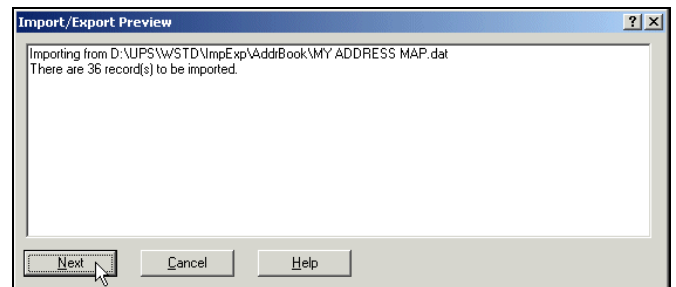 Import/Export Preview
Importing from D:\UPS\WSTD\ImpExp\AddrBook\MY ADDRESS MAP.dat
There are 36 record(s) to be imported.
Next Cancel Help